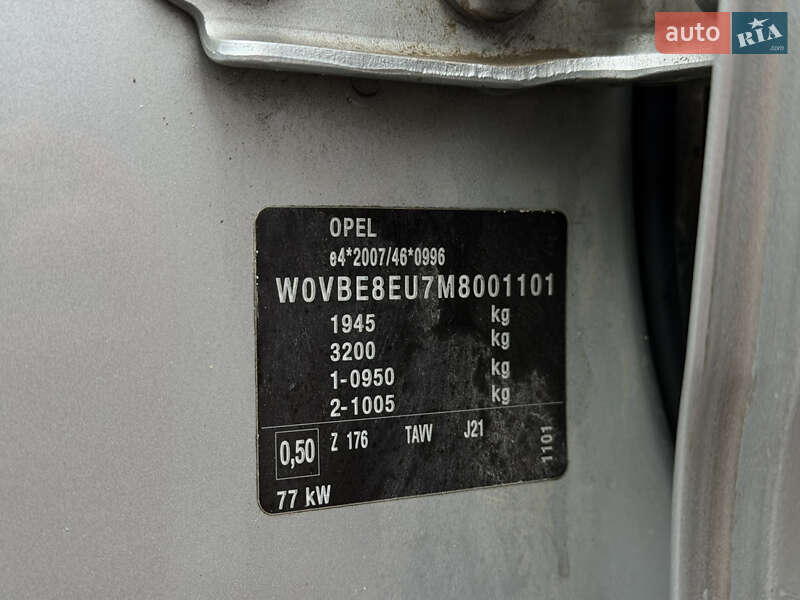 auto RIA.com
OPEL
e4*2007/46*0996
W0VBE8EU7M8001101
1945 kg
3200 kg
1-0950 kg
2-1005 kg
0,50 Z 176 TAVV J21 1101
77 kW